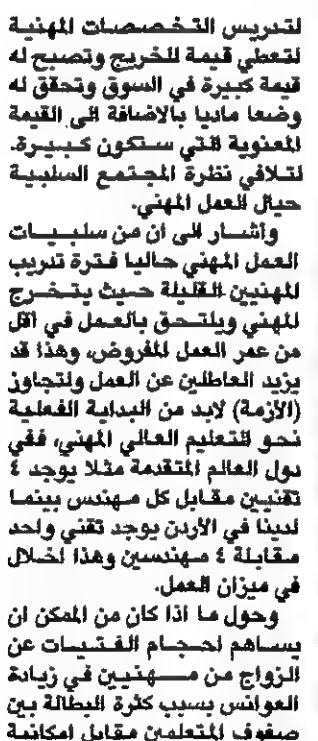 لتدريس التخصصات المهنية
لتعطي قيمة للخريج وتصبح له
قيمة كبيرة في السوق وتحقق له
وضعا ماديا بالاضافة الى القيمة
المعنوية التي ستكون كبيرة.
لتلافي نظرة المجتمع السلبية
حيال العمل المهني.
وأشار الى ان من سلبيات
العمل المهني حاليا فترة تدريب
المهنيين القليلة حيث يتخرج
المهني ويلتحق بالعمل في اقل
من عمر العمل المفروض، وهذا قد
يزيد العاطلين عن العمل ولتجاوز
(الأزمة) لابد من البداية الفعلية
نحو التعليم العالي المهني، ففي
دول العالم المتقدمة مثلا يوجد ٤
تقنيين مقابل كل مهندس بينما
لدينا في الأردن يوجد تقني واحد
مقابلة ٤ مهندسين وهذا اخلال
في ميزان العمل.
وحول ما اذا كان من الممكن ان
يساهم احجام الفتيات عن
الزواج من مهنيين في زيادة
العوانس بسبب كثرة البطالة بين
صفوف المتعلمين مقابل امكانية